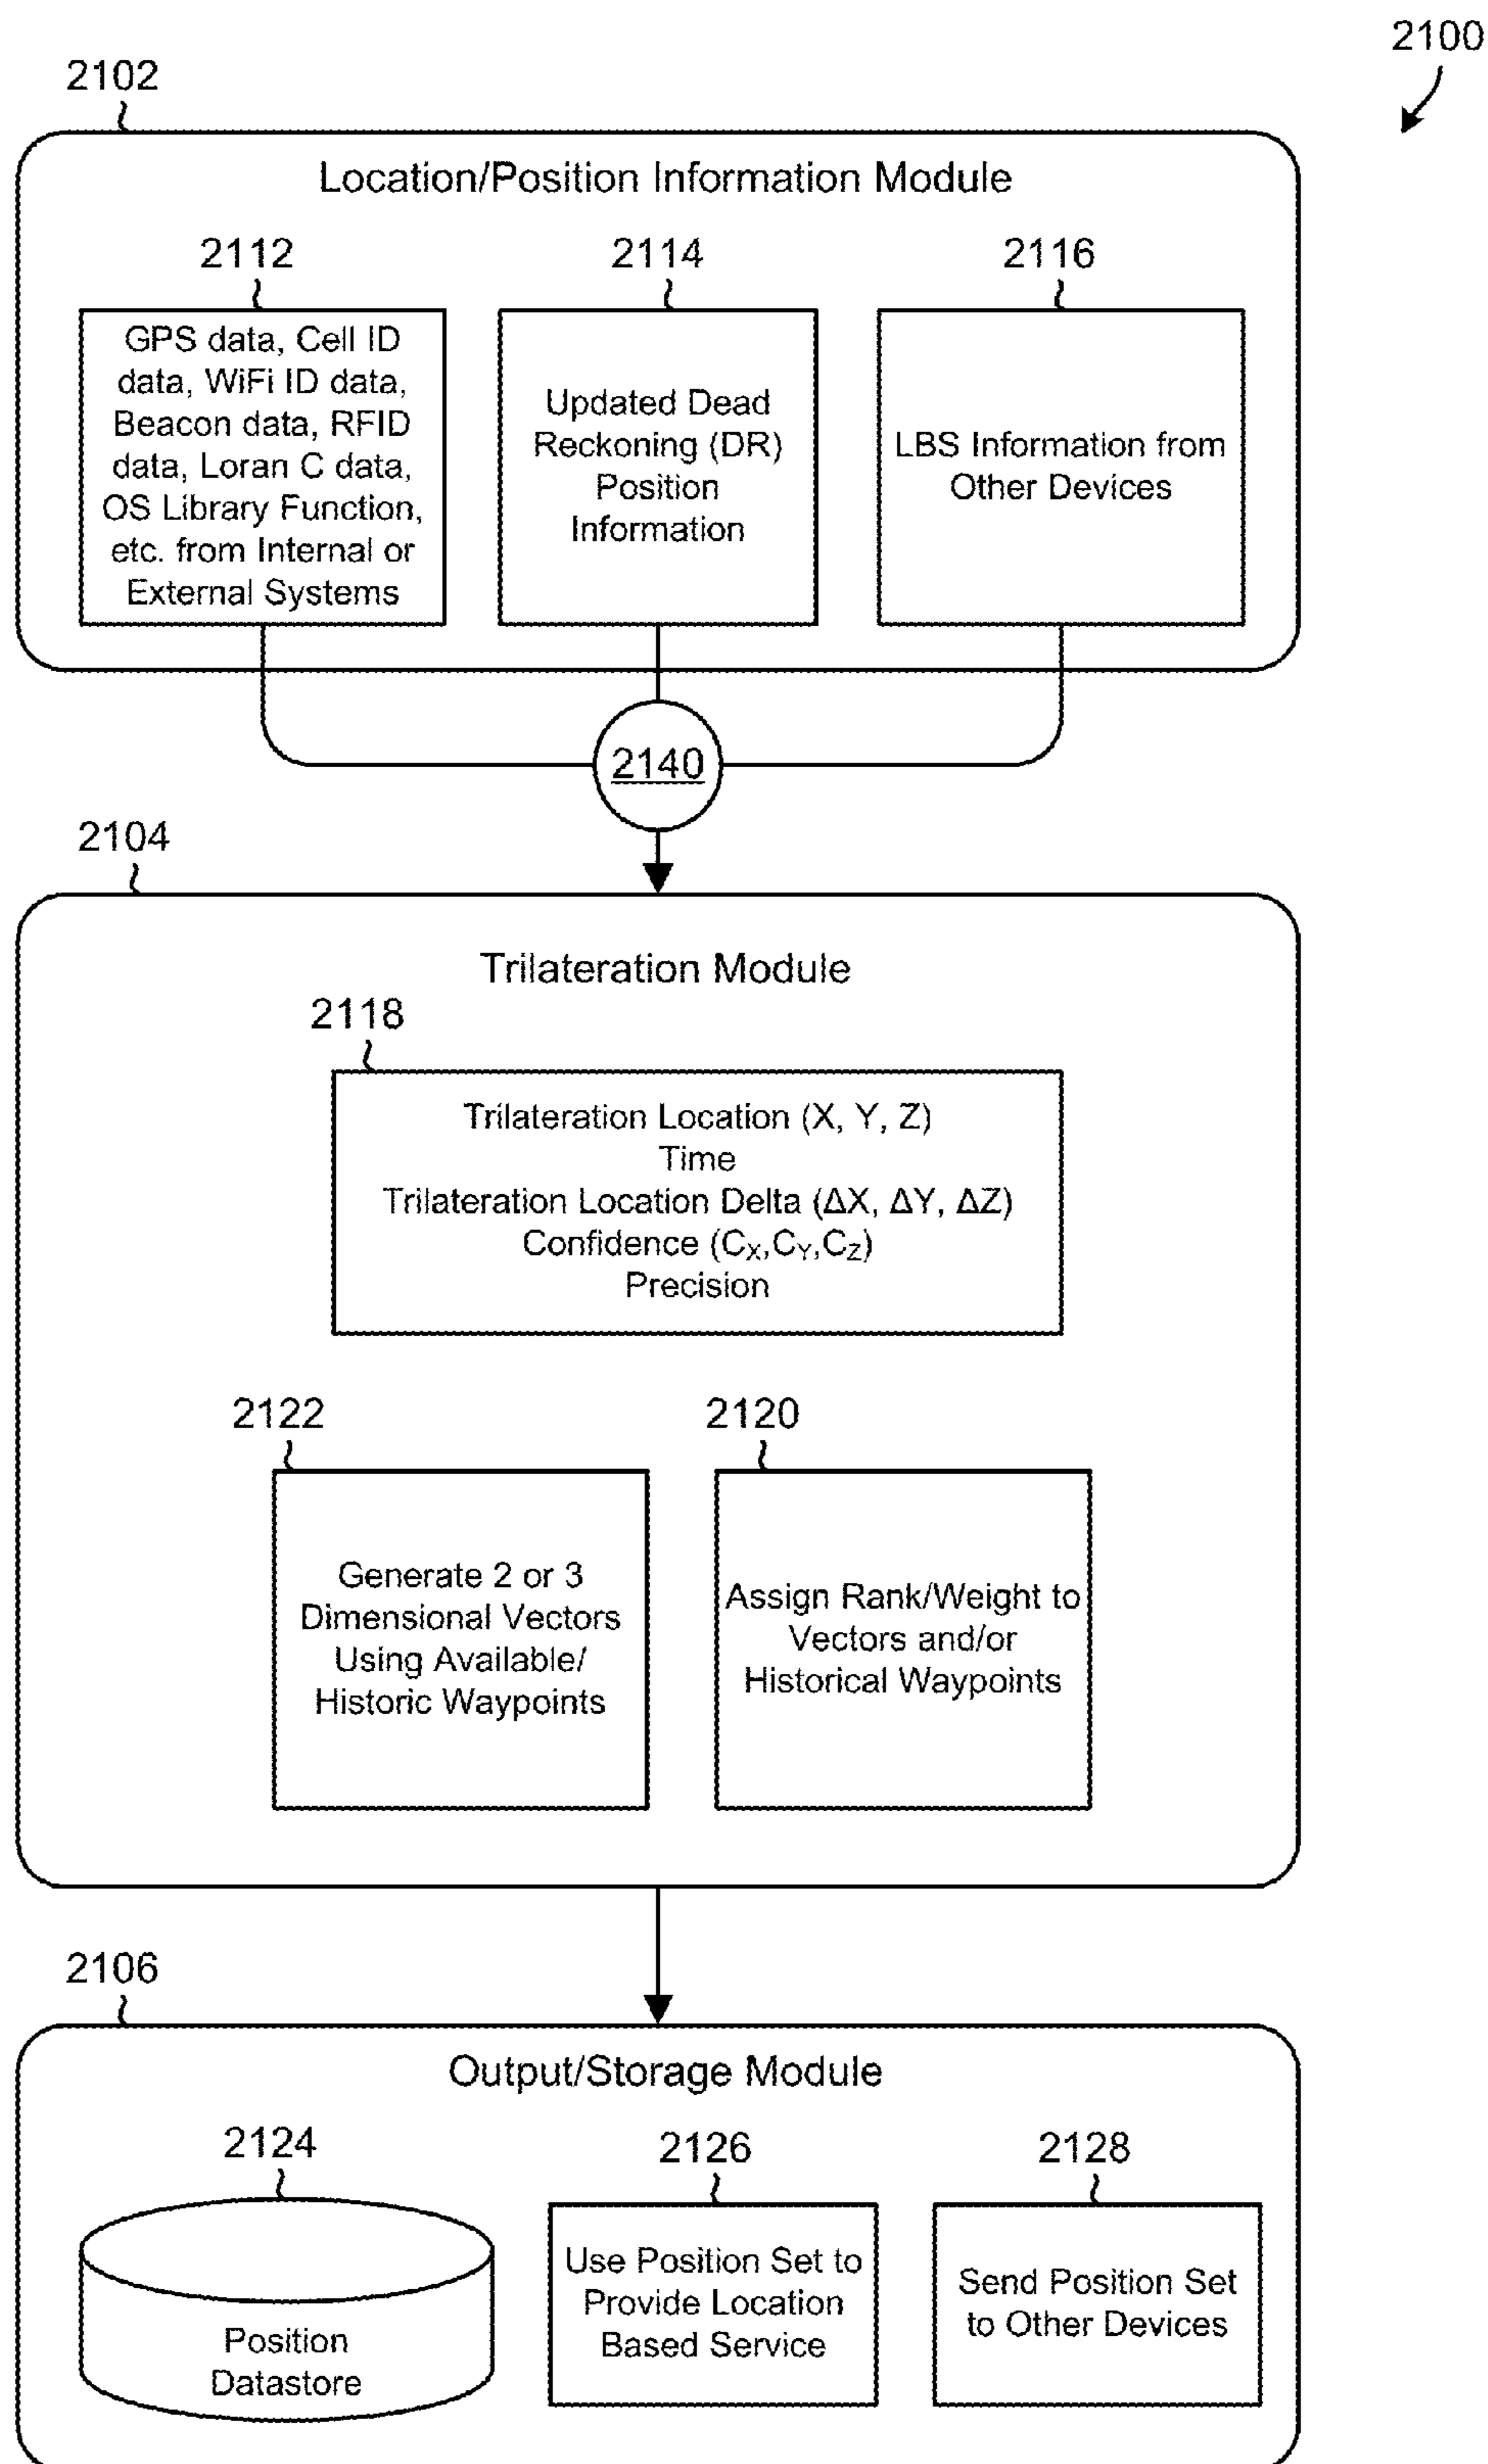 2100
2102
Location/Position Information Module
2112
2114
2116
GPS data, Cell ID
data, WiFi ID data,
Beacon data, RFID
data, Loran C data,
OS Library Function,
etc. from Internal or
External Systems
Updated Dead
Reckoning (DR)
Position
Information
LBS Information from
Other Devices
2140
2104
Trilateration Module
2118
Trilateration Location (X, Y, Z)
Time
Trilateration Location Delta (ΔX, ΔY, ΔZ)
Confidence (CX,CY,CZ)
Precision
2122
2120
Generate 2 or 3
Dimensional Vectors
Using Available/
Historic Waypoints
Assign Rank/Weight to
Vectors and/or
Historical Waypoints
2106
Output/Storage Module
2124
2126
2128
Position
Datastore
Use Position Set to
Provide Location
Based Service
Send Position Set
to Other Devices